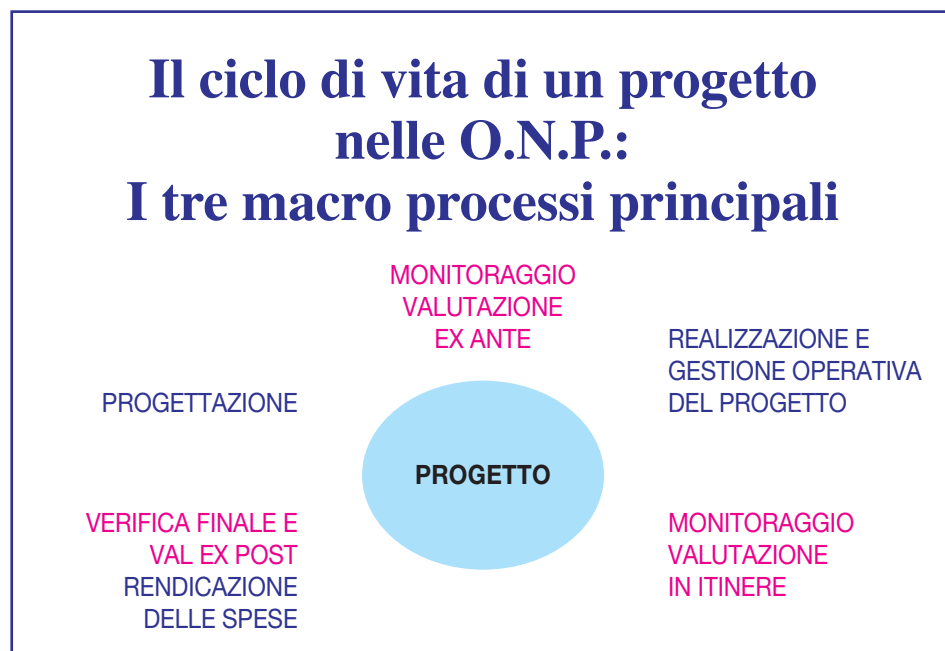 Il ciclo di vita di un progetto
nelle O.N.P.:
I tre macro processi principali
MONITORAGGIO
VALUTAZIONE
EX ANTE
REALIZZAZIONE E
GESTIONE OPERATIVA
DEL PROGETTO
PROGETTAZIONE
PROGETTO
VERIFICA FINALE E
VAL EX POST
RENDICAZIONE
DELLE SPESE
MONITORAGGIO
VALUTAZIONE
IN ITINERE